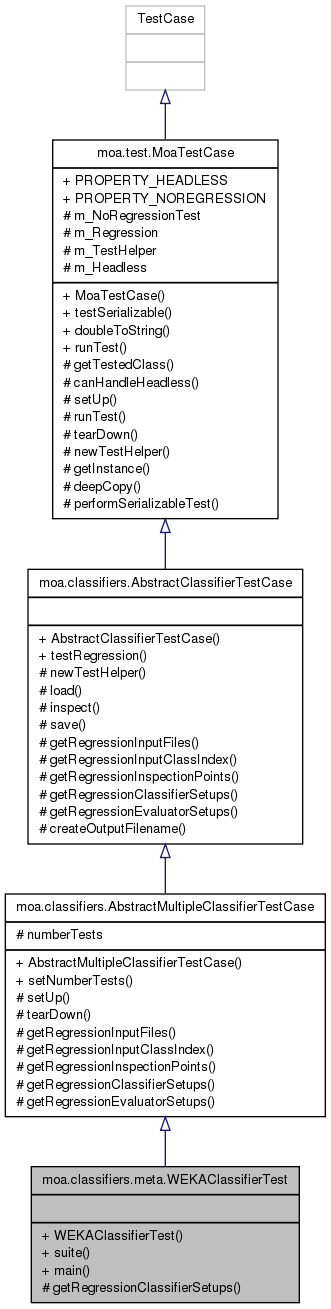 TestCase
moa.test.MoaTestCase
+ PROPERTY_HEADLESS
+ PROPERTY_NOREGRESSION
# m_NoRegressionTest
# m_Regression
# m_TestHelper
# m_Headless
+ MoaTestCase()
+ testSerializable()
+ doubleToString()
+ runTest()
# getTestedClass()
# canHandleHeadless()
# setUp()
# runTest()
# tearDown()
# newTestHelper()
# getInstance()
# deepCopy()
# performSerializableTest()
moa.classifiers.AbstractClassifierTestCase
+ AbstractClassifierTestCase()
+ testRegression()
# newTestHelper()
# load()
# inspect()
# save()
# getRegressionInputFiles()
# getRegressionInputClassIndex()
# getRegressionInspectionPoints()
# getRegressionClassifierSetups()
# getRegressionEvaluatorSetups()
# createOutputFilename()
moa.classifiers.AbstractMultipleClassifierTestCase
# numberTests
+ AbstractMultipleClassifierTestCase()
+ setNumberTests()
# setUp()
# tearDown()
# getRegressionInputFiles()
# getRegressionInputClassIndex()
# getRegressionInspectionPoints()
# getRegressionClassifierSetups()
# getRegressionEvaluatorSetups()
moa.classifiers.meta.WEKAClassifierTest
+ WEKAClassifierTest()
+ suite()
+ main()
# getRegressionClassifierSetups()